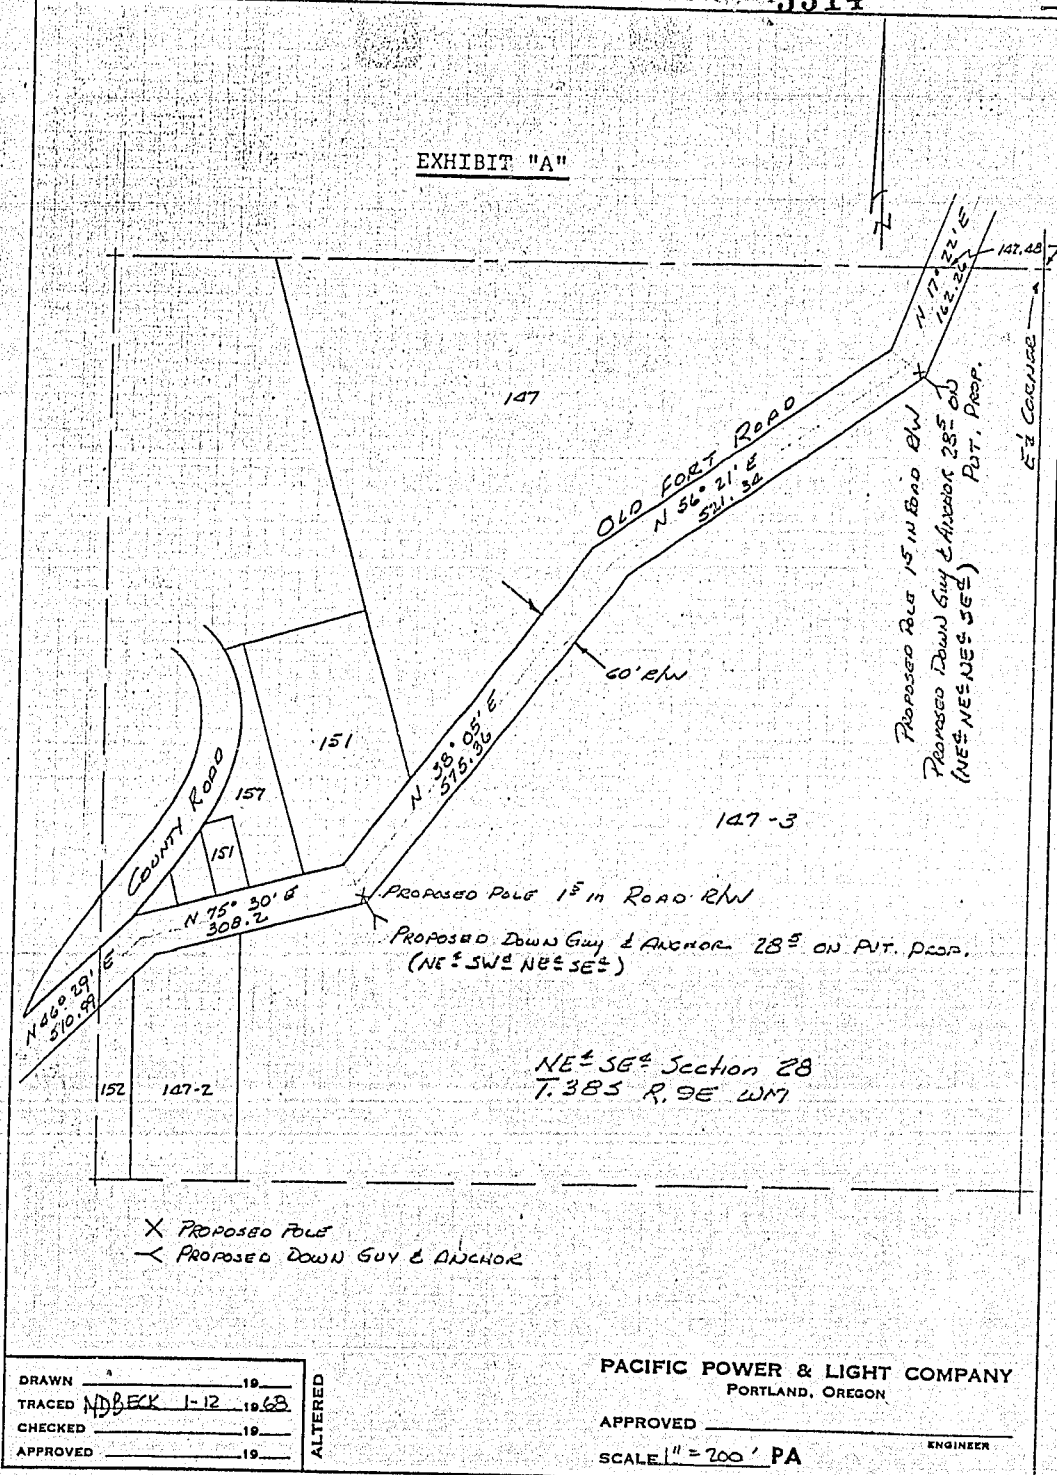 EXHIBIT "A"
N
N 17° 22' E
162.26
147.48
E¼ CORNER
147
OLD FORT ROAD
N 56° 21' E
521.34
PROPOSED POLE 1⁵ IN ROAD R/W
PROPOSED DOWN GUY & ANCHOR 28⁵ ON
PVT. PROP.
(NE¼ NE¼ NE¼ SE¼)
60' R/W
151
N 38° 05' E
575.36
COUNTY ROAD
157
151
147-3
N 75° 30' E
308.2
PROPOSED POLE 1⁵ in ROAD R/W
PROPOSED DOWN GUY & ANCHOR 28⁵ ON PVT. PROP.
(NE¼ SW¼ NE¼ SE¼)
N 46° 29' E
510.99
152
147-2
NE¼ SE¼ Section 28
T.38S R.9E WM
X PROPOSED POLE
PROPOSED DOWN GUY & ANCHOR
DRAWN 19
TRACED NDBECK 1-12 1968
CHECKED 19
APPROVED 19
ALTERED
PACIFIC POWER & LIGHT COMPANY
PORTLAND, OREGON
APPROVED
ENGINEER
SCALE 1" = 200' PA